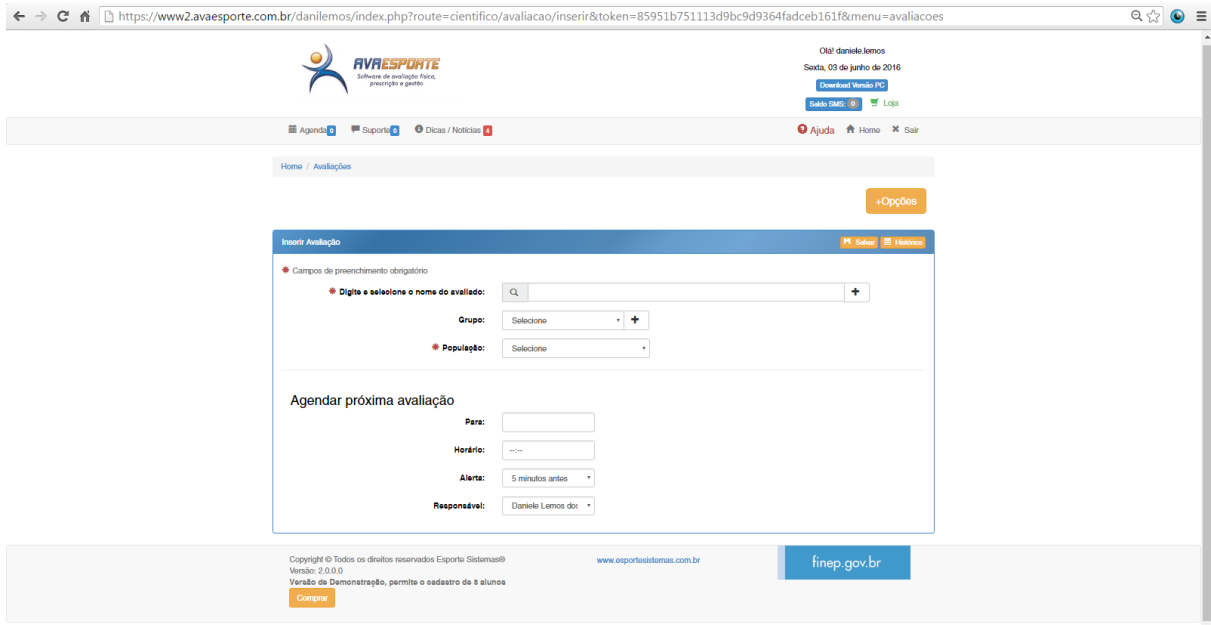 https://www2.avaesporte.com.br/danilemos/index.php?route=cientifico/avaliacao/inserir&token=85951b751113d9bc9d9364fadceb161f&menu=avaliacoes
AVAESPORTE
Software de avaliação física,
prescrição e gestão
Olá! daniele.lemos
Sexta, 03 de junho de 2016
Download Versão PC
Saldo SMS: 0 Loja
Agenda 0 Suporte 0 Dicas / Notícias 4 Ajuda Home Sair
Home / Avaliações
+Opções
Inserir Avaliação Salvar Histórico
Campos de preenchimento obrigatório
Digite e selecione o nome do avaliado:
Grupo: Selecione
População: Selecione
Agendar próxima avaliação
Para:
Horário: --:--
Alerta: 5 minutos antes
Responsável: Daniele Lemos dos
Copyright © Todos os direitos reservados Esporte Sistemas® www.esportesistemas.com.br finep.gov.br
Versão: 2.0.0.0
Versão de Demonstração, permite o cadastro de 8 alunos
Comprar